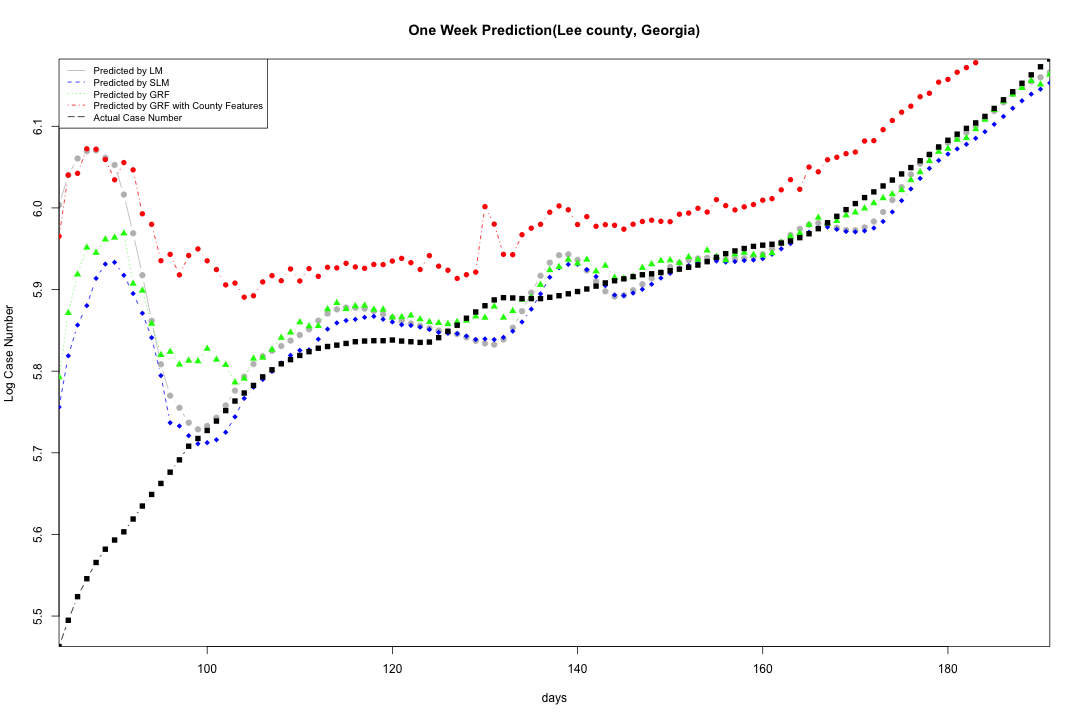 One Week Prediction(Lee county, Georgia)
Predicted by LM
Predicted by SLM
Predicted by GRF
Predicted by GRF with County Features
Actual Case Number
Log Case Number
6.1
6.0
5.9
5.8
5.7
5.6
5.5
100 120 140 160 180
days